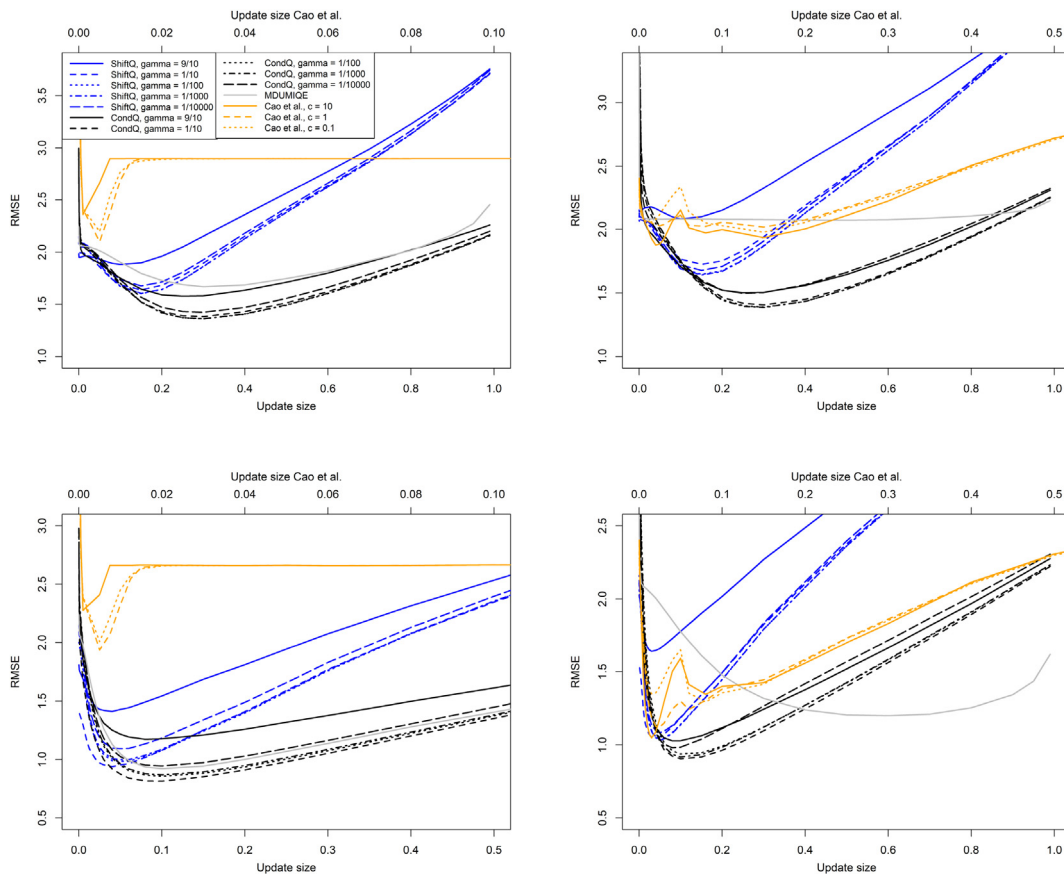 Update size Cao et al.
0.00 0.02 0.04 0.06 0.08 0.10
ShiftQ, gamma = 9/10
ShiftQ, gamma = 1/10
ShiftQ, gamma = 1/100
ShiftQ, gamma = 1/1000
ShiftQ, gamma = 1/10000
CondQ, gamma = 9/10
CondQ, gamma = 1/10
CondQ, gamma = 1/100
CondQ, gamma = 1/1000
CondQ, gamma = 1/10000
MDUMIQE
Cao et al., c = 10
Cao et al., c = 1
Cao et al., c = 0.1
RMSE
3.5
3.0
2.5
2.0
1.5
1.0
0.0 0.2 0.4 0.6 0.8 1.0
Update size
Update size Cao et al.
0.0 0.1 0.2 0.3 0.4 0.5
RMSE
3.0
2.5
2.0
1.5
1.0
0.0 0.2 0.4 0.6 0.8 1.0
Update size
Update size Cao et al.
0.00 0.02 0.04 0.06 0.08 0.10
RMSE
3.0
2.5
2.0
1.5
1.0
0.5
0.0 0.1 0.2 0.3 0.4 0.5
Update size
Update size Cao et al.
0.0 0.1 0.2 0.3 0.4 0.5
RMSE
2.5
2.0
1.5
1.0
0.5
0.0 0.2 0.4 0.6 0.8 1.0
Update size